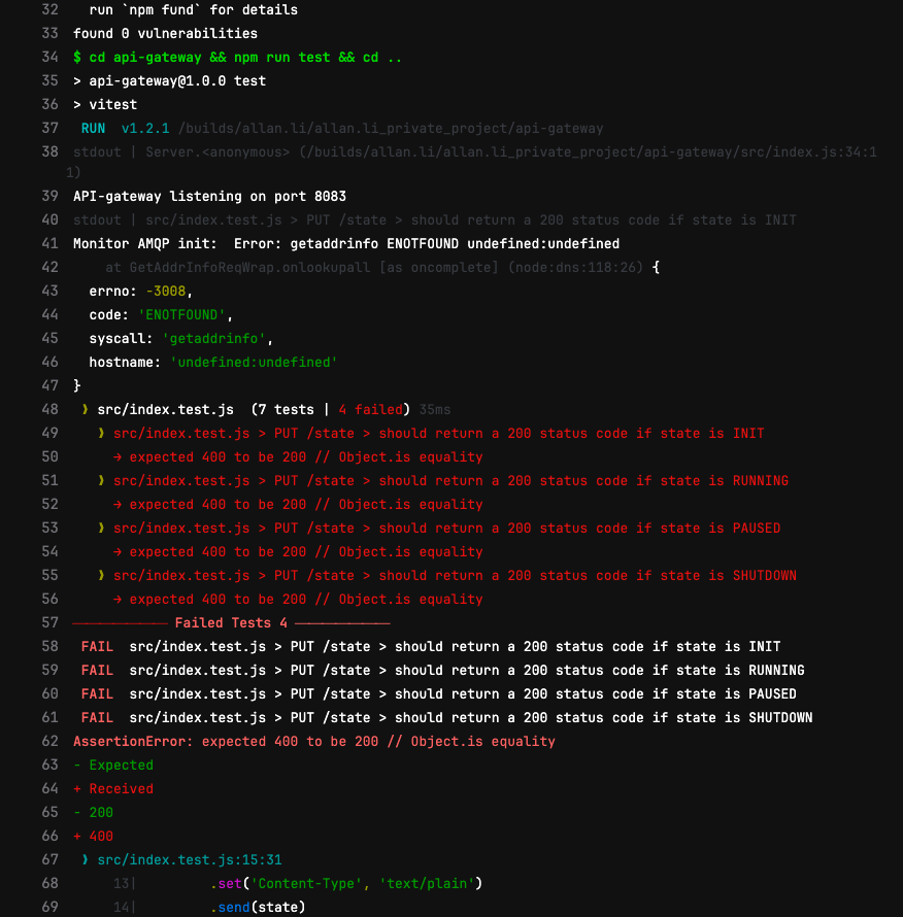 32 run `npm fund` for details
33 found 0 vulnerabilities
34 $ cd api-gateway && npm run test && cd ..
35 > api-gateway@1.0.0 test
36 > vitest
37 RUN v1.2.1 /builds/allan.li/allan.li_private_project/api-gateway
38 stdout | Server.<anonymous> (/builds/allan.li/allan.li_private_project/api-gateway/src/index.js:34:1
1)
39 API-gateway listening on port 8083
40 stdout | src/index.test.js > PUT /state > should return a 200 status code if state is INIT
41 Monitor AMQP init:  Error: getaddrinfo ENOTFOUND undefined:undefined
42 at GetAddrInfoReqWrap.onlookupall [as oncomplete] (node:dns:118:26) {
43 errno: -3008,
44 code: 'ENOTFOUND',
45 syscall: 'getaddrinfo',
46 hostname: 'undefined:undefined'
47 }
48 ❯ src/index.test.js  (7 tests | 4 failed) 35ms
49 ❯ src/index.test.js > PUT /state > should return a 200 status code if state is INIT
50 → expected 400 to be 200 // Object.is equality
51 ❯ src/index.test.js > PUT /state > should return a 200 status code if state is RUNNING
52 → expected 400 to be 200 // Object.is equality
53 ❯ src/index.test.js > PUT /state > should return a 200 status code if state is PAUSED
54 → expected 400 to be 200 // Object.is equality
55 ❯ src/index.test.js > PUT /state > should return a 200 status code if state is SHUTDOWN
56 → expected 400 to be 200 // Object.is equality
57 Failed Tests 4
58 FAIL src/index.test.js > PUT /state > should return a 200 status code if state is INIT
59 FAIL src/index.test.js > PUT /state > should return a 200 status code if state is RUNNING
60 FAIL src/index.test.js > PUT /state > should return a 200 status code if state is PAUSED
61 FAIL src/index.test.js > PUT /state > should return a 200 status code if state is SHUTDOWN
62 AssertionError: expected 400 to be 200 // Object.is equality
63 - Expected
64 + Received
65 - 200
66 + 400
67 ❯ src/index.test.js:15:31
68 13| .set('Content-Type', 'text/plain')
69 14| .send(state)